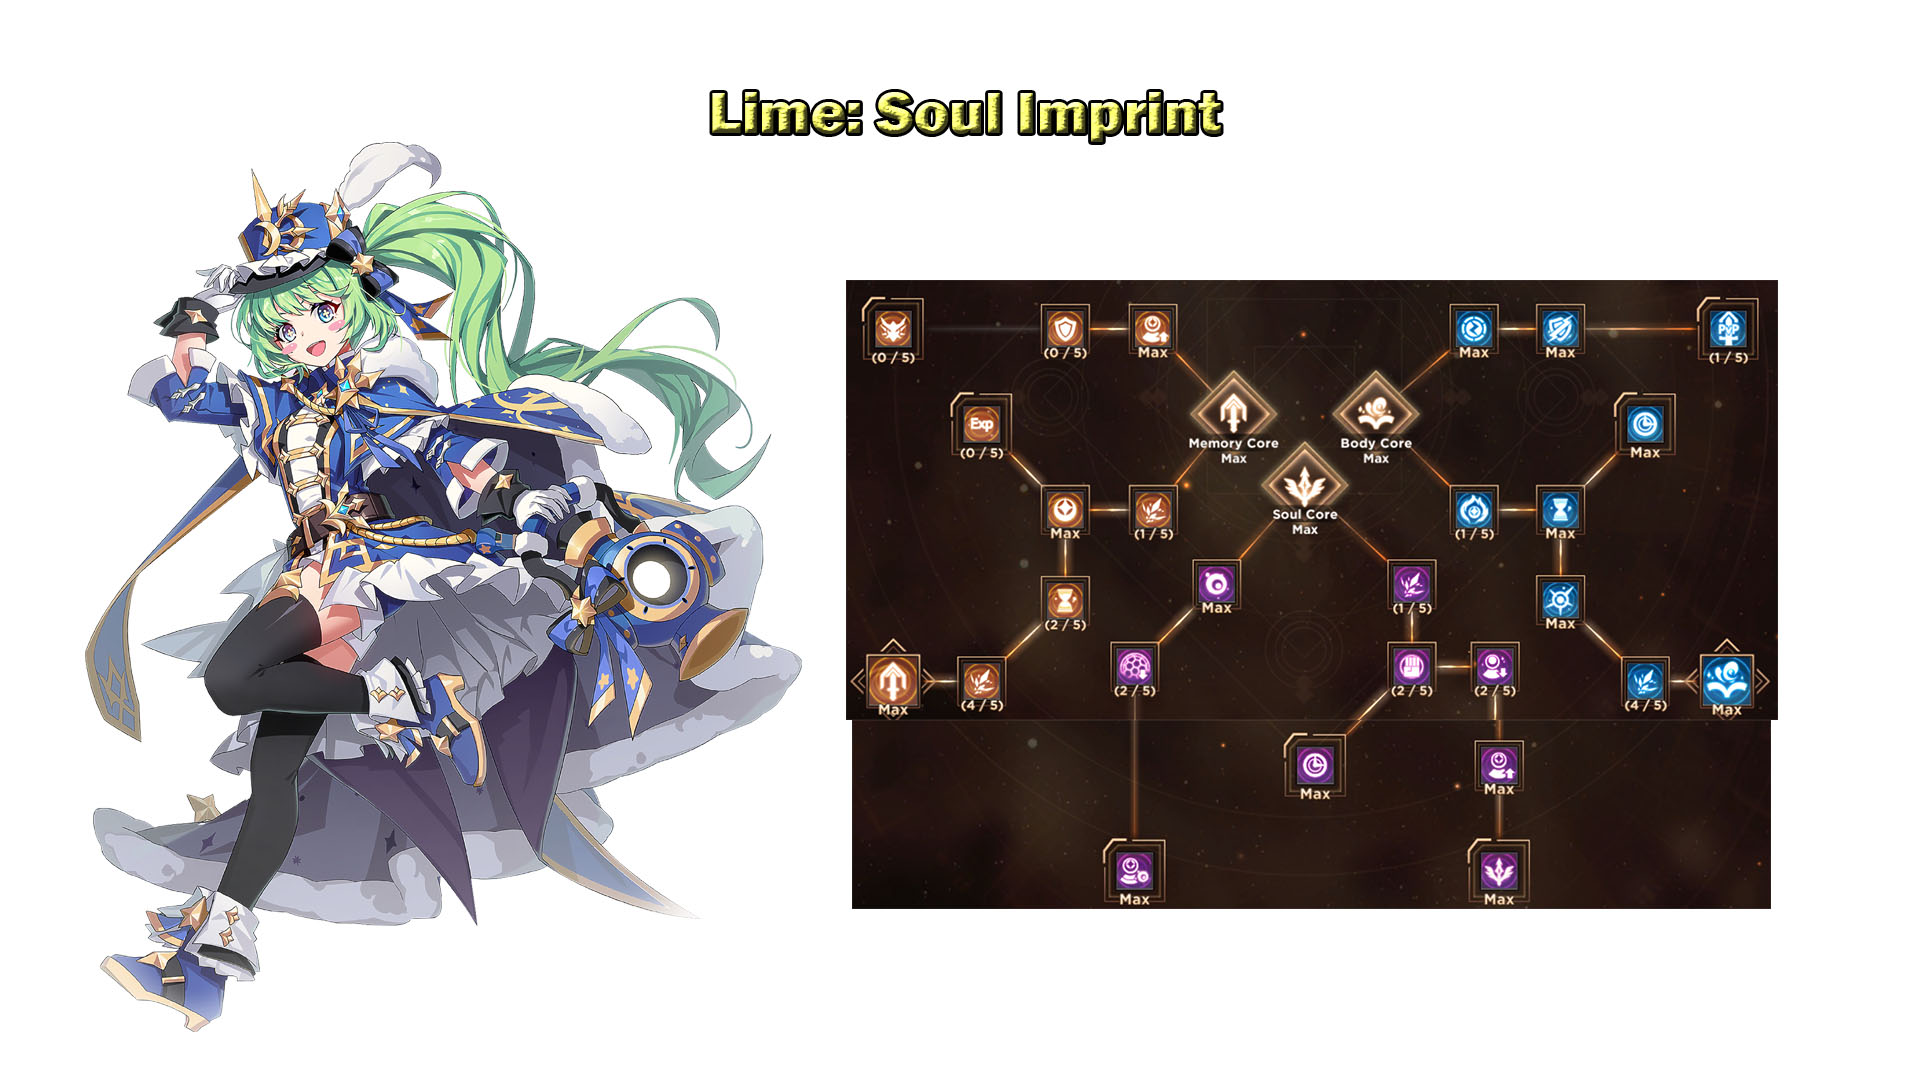 Lime: Soul Imprint
(0 / 5)
(0 / 5)
Max
Max
Max
PvP
(1 / 5)
Exp
(0 / 5)
Memory Core
Max
Body Core
Max
Max
Soul Core
Max
Max
(1 / 5)
(1 / 5)
Max
(2 / 5)
Max
(1 / 5)
Max
Max
(4 / 5)
(2 / 5)
(2 / 5)
(2 / 5)
(4 / 5)
Max
Max
Max
Max
Max